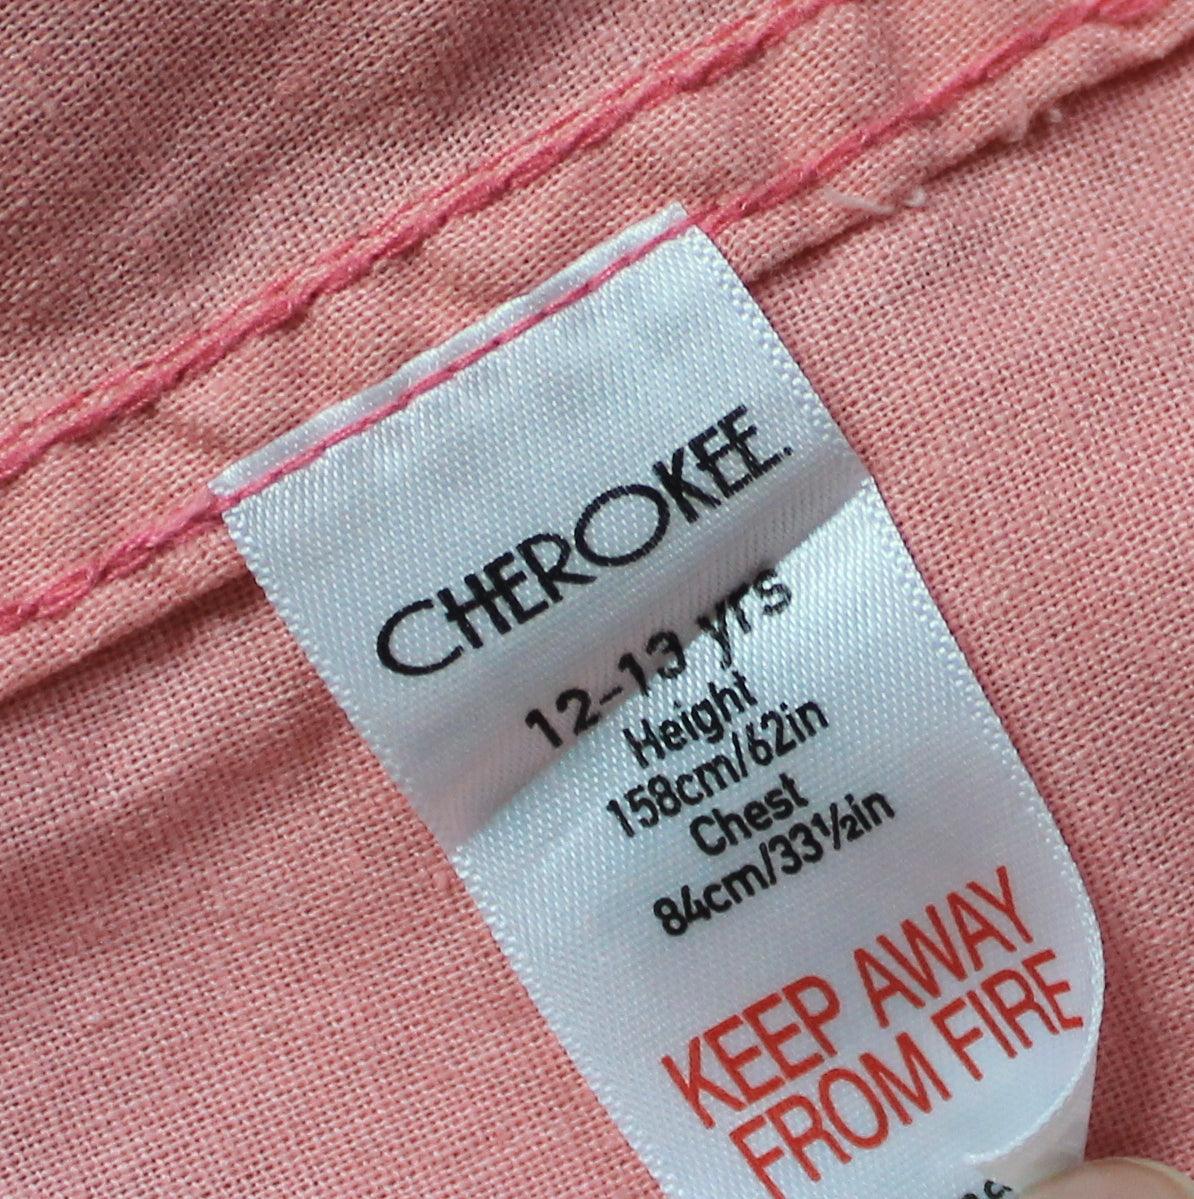 CHEROKEE.
12-13 yrs
Height
158cm/62in
Chest
84cm/33½in
KEEP AWAY
FROM FIRE